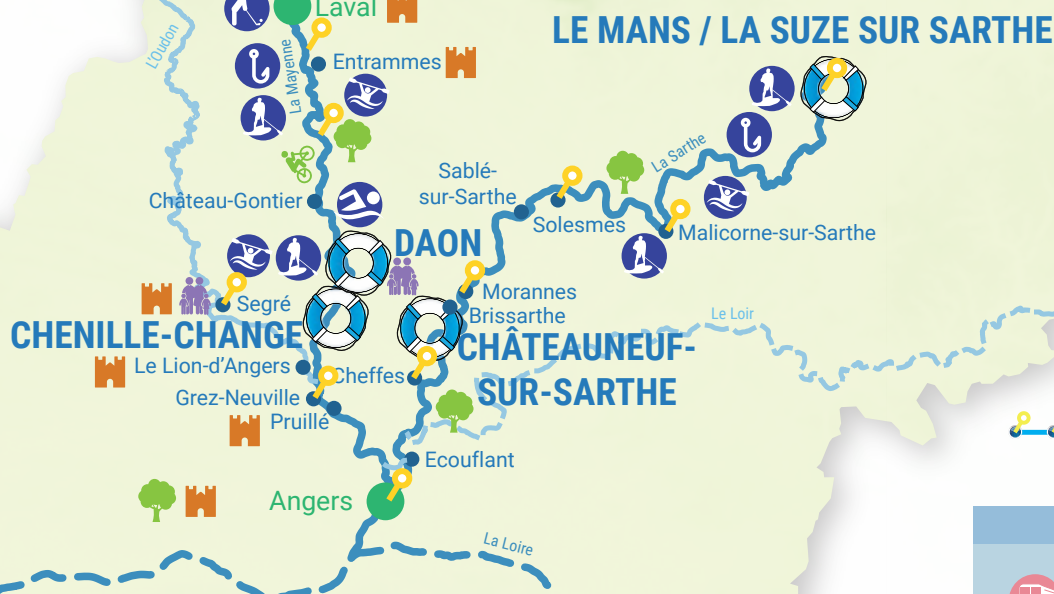 Laval
LE MANS / LA SUZE SUR SARTHE
L'Oudon
La Mayenne
Entrammes
La Sarthe
Sablé-
sur-Sarthe
Château-Gontier
Solesmes
Malicorne-sur-Sarthe
DAON
Segré
Morannes
Brissarthe
Le Loir
CHENILLE-CHANGE
CHÂTEAUNEUF-
SUR-SARTHE
Le Lion-d'Angers
Cheffes
Grez-Neuville
Pruillé
Ecouflant
Angers
La Loire